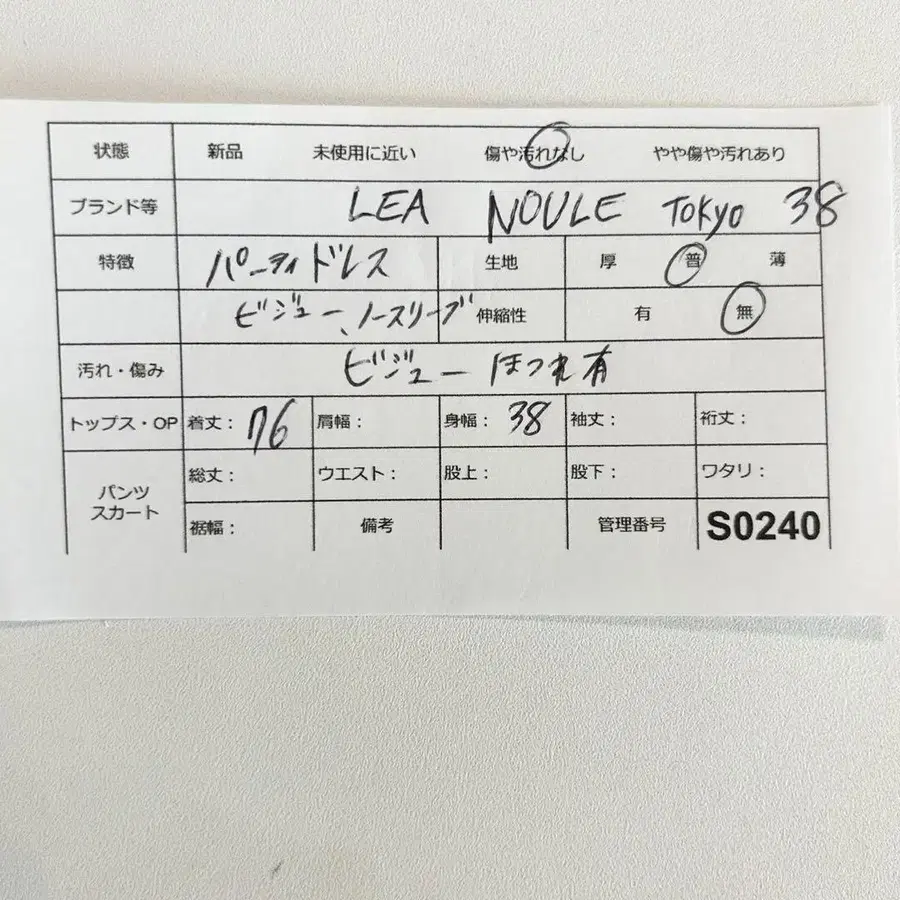 状態 新品 未使用に近い 傷や汚れなし やや傷や汚れあり
ブランド等 LEA NOULE TOKYO 38
特徴 パーティドレス 生地 厚 普 薄
ビジュー、ノースリーブ 伸縮性 有 無
汚れ・傷み ビジューほつれ有
トップス・OP 着丈： 76 肩幅： 身幅： 38 袖丈： 裄丈：
パンツ 総丈： ウエスト： 股上： 股下： ワタリ：
スカート 裾幅： 備考 管理番号 S0240